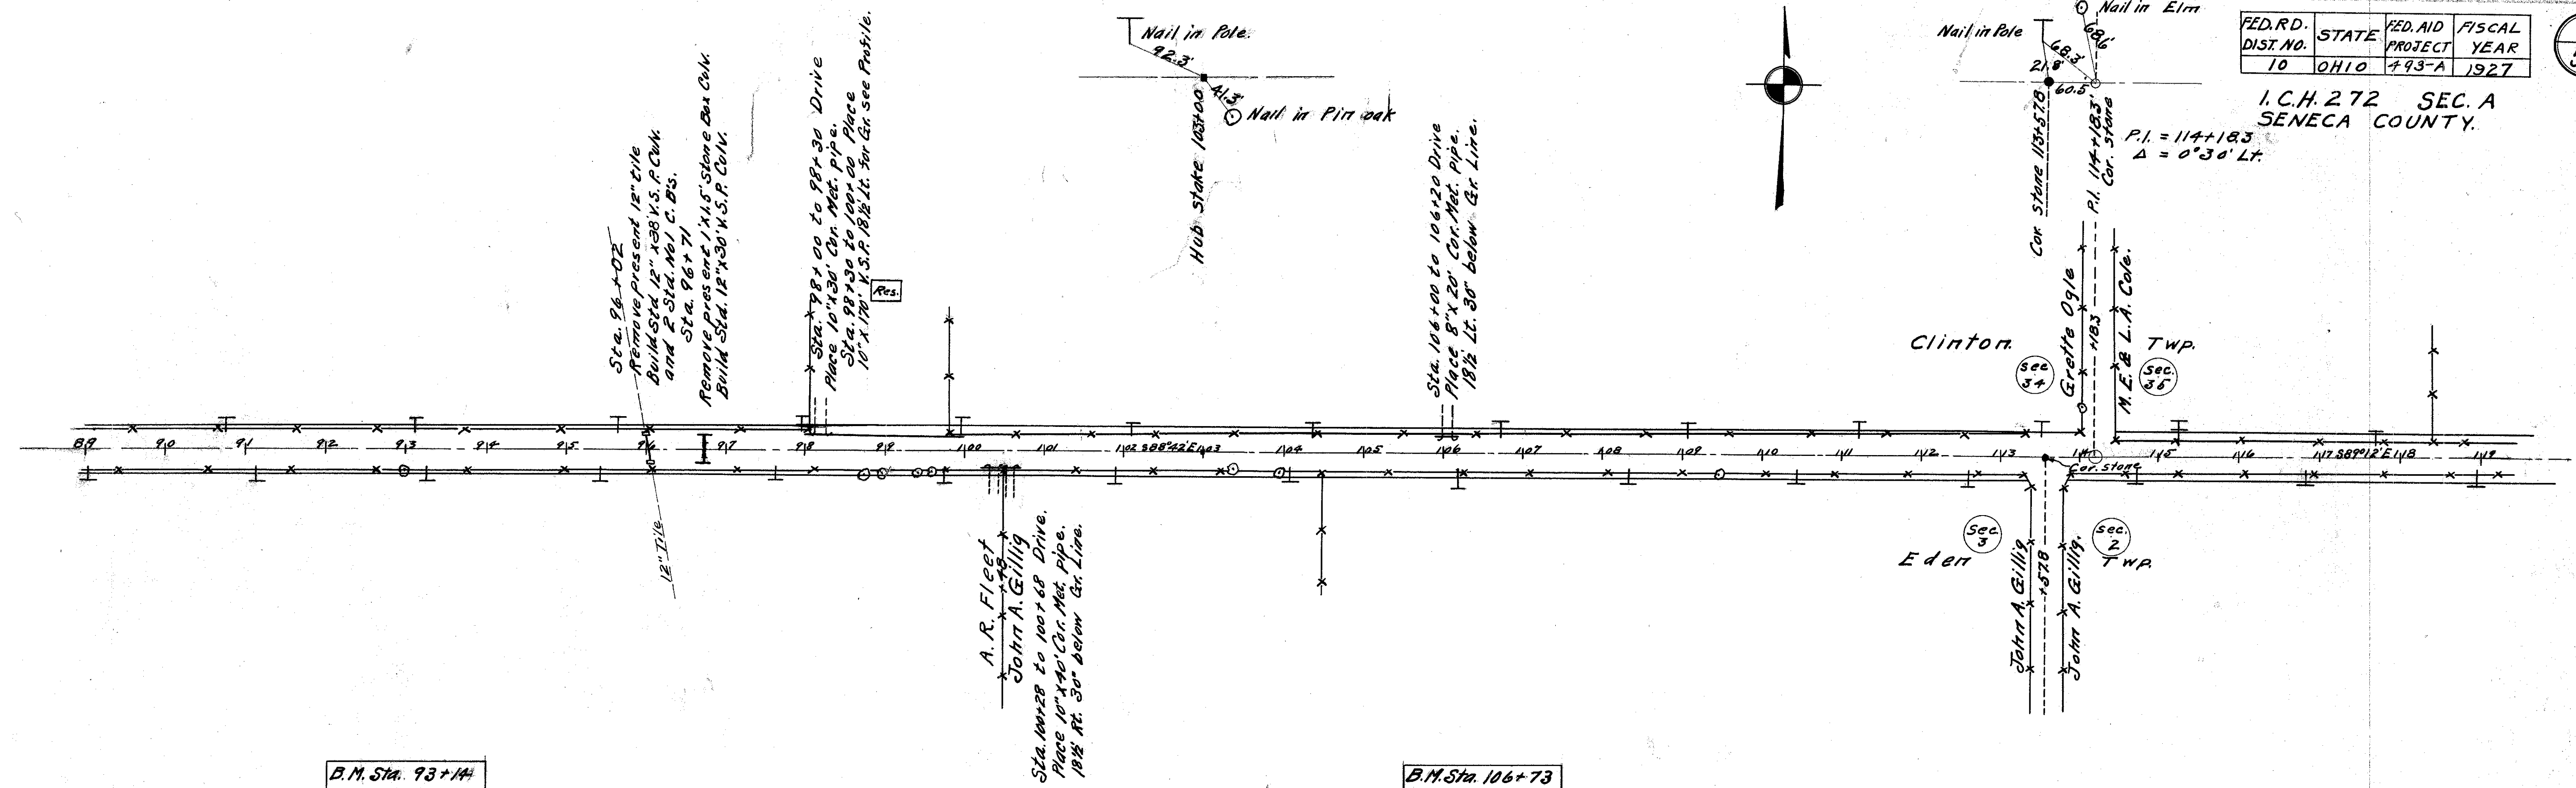 Nail in Pole.
92.3'
41.3'
Nail in Pin oak
Hub Stake 103+00
Nail in Elm
Nail in Pole
68.6'
68.3'
21.8'
60.5'
Cor. Stone 113+57.8
P.I. 114+18.3
Cor. Stone
FED. RD. DIST. NO. STATE FED. AID PROJECT FISCAL YEAR
10 OHIO 493-A 1927
I.C.H. 272 SEC. A
SENECA COUNTY.
P.I. = 114+18.3
Δ = 0°30' Lt.
Sta. 96+02
Remove present 12" tile
Build Std. 12" x 38' V.S.P. Culv.
and 2 Std. No1 C.B's.
Sta. 96+71
Remove present 1'x1.5' Stone Box Culv.
Build Std. 12"x30' V.S.P. Culv.
Sta. 98+00 to 98+30 Drive
Place 10"x30' Cor. Met. pipe.
Sta. 98+30 to 100+00 Place
10" x 170' V.S.P. 18½' Lt. for Gr. see Profile.
Res.
Sta. 106+00 to 106+20 Drive
Place 8"x 20' Cor. Met. pipe.
18½' Lt. 30" below Gr. Line.
Gretta Ogle
+18.3
M.E. & L.A. Cole.
Clinton Twp.
Sec 34
Sec. 35
89 90 91 92 93 94 95 96 97 98 99 100 101 102 S88°42'E 103 104 105 106 107 108 109 110 111 112 113 114 115 116 117 S89°12'E 118 119
Cor. Stone
12" Tile
A. R. Fleet
+48
John A. Gillig
Sta. 100+28 to 100+68 Drive.
Place 10"x40' Cor. Met. pipe.
18½' Rt. 30" below Gr. Line.
Sec 3
Sec. 2
Eden Twp.
John A. Gillig
+57.8
John A. Gillig.
B.M. Sta. 93+14
B.M. Sta. 106+73